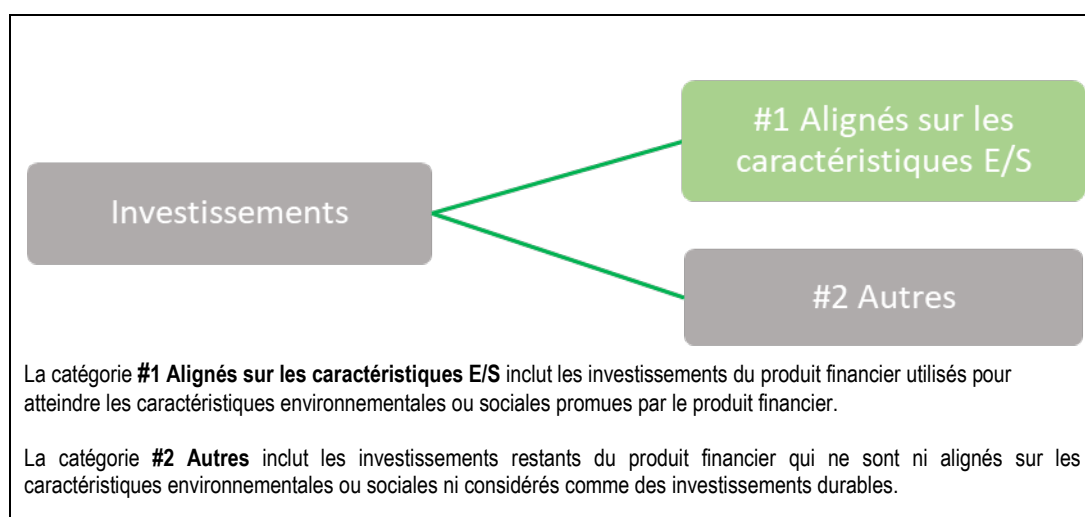 #1 Alignés sur les
caractéristiques E/S
Investissements
#2 Autres
La catégorie #1 Alignés sur les caractéristiques E/S inclut les investissements du produit financier utilisés pour
atteindre les caractéristiques environnementales ou sociales promues par le produit financier.
La catégorie #2 Autres inclut les investissements restants du produit financier qui ne sont ni alignés sur les
caractéristiques environnementales ou sociales ni considérés comme des investissements durables.